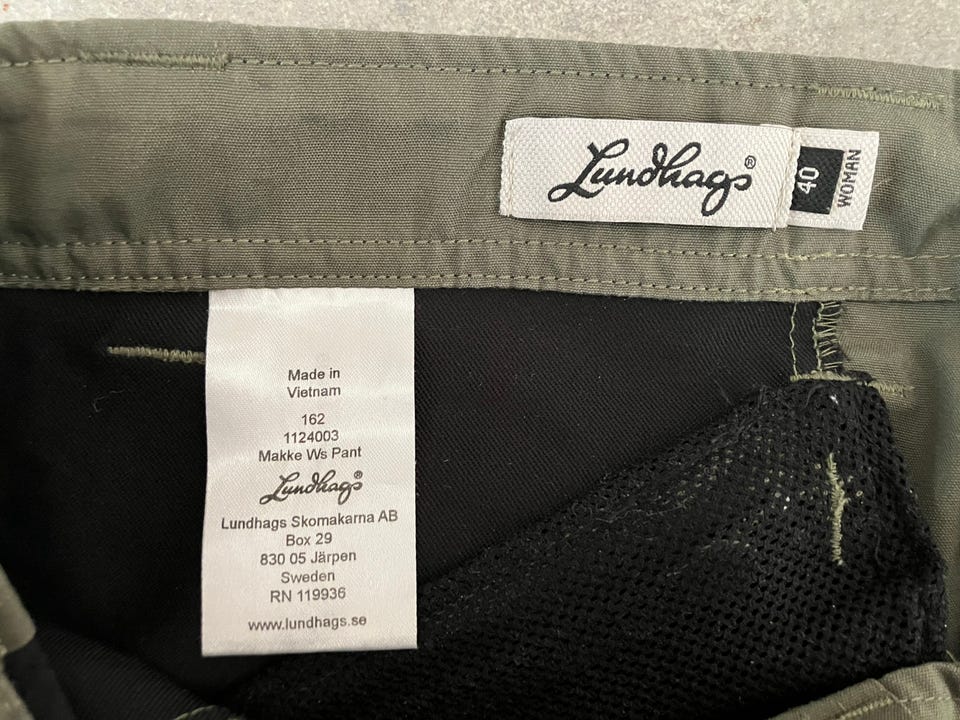 Lundhags®
40
WOMAN
Made in
Vietnam
162
1124003
Makke Ws Pant
Lundhags®
Lundhags Skomakarna AB
Box 29
830 05 Järpen
Sweden
RN 119936
www.lundhags.se